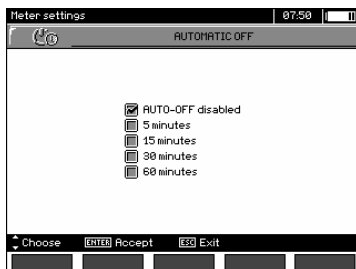 Meter settings 07:50
AUTOMATIC OFF
AUTO-OFF disabled
5 minutes
15 minutes
30 minutes
60 minutes
Choose ENTER Accept ESC Exit